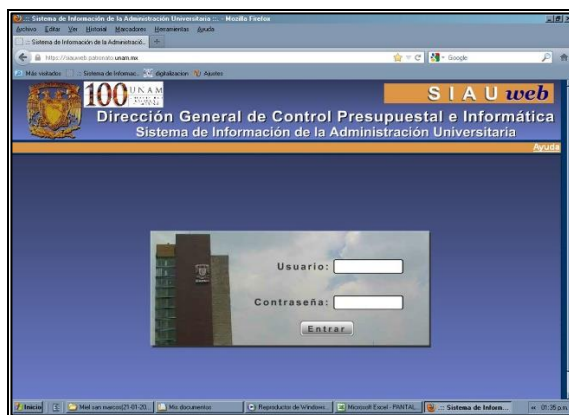 .:: Sistema de Información de la Administración Universitaria ::. - Mozilla Firefox
Archivo Editar Ver Historial Marcadores Herramientas Ayuda
.:: Sistema de Información de la Administració...
https://siauweb.patronato.unam.mx
Google
Más visitados
Sistema de Informac...
digitalizacion
Ajustes
100 UNAM
SIAU web
Dirección General de Control Presupuestal e Informática
Sistema de Información de la Administración Universitaria
Ayuda
Usuario:
Contraseña:
Entrar
Inicio
Mis documentos
Reproductor de Windows...
Microsoft Excel - PANTAL...
.:: Sistema de Inform...
01:35 p.m.